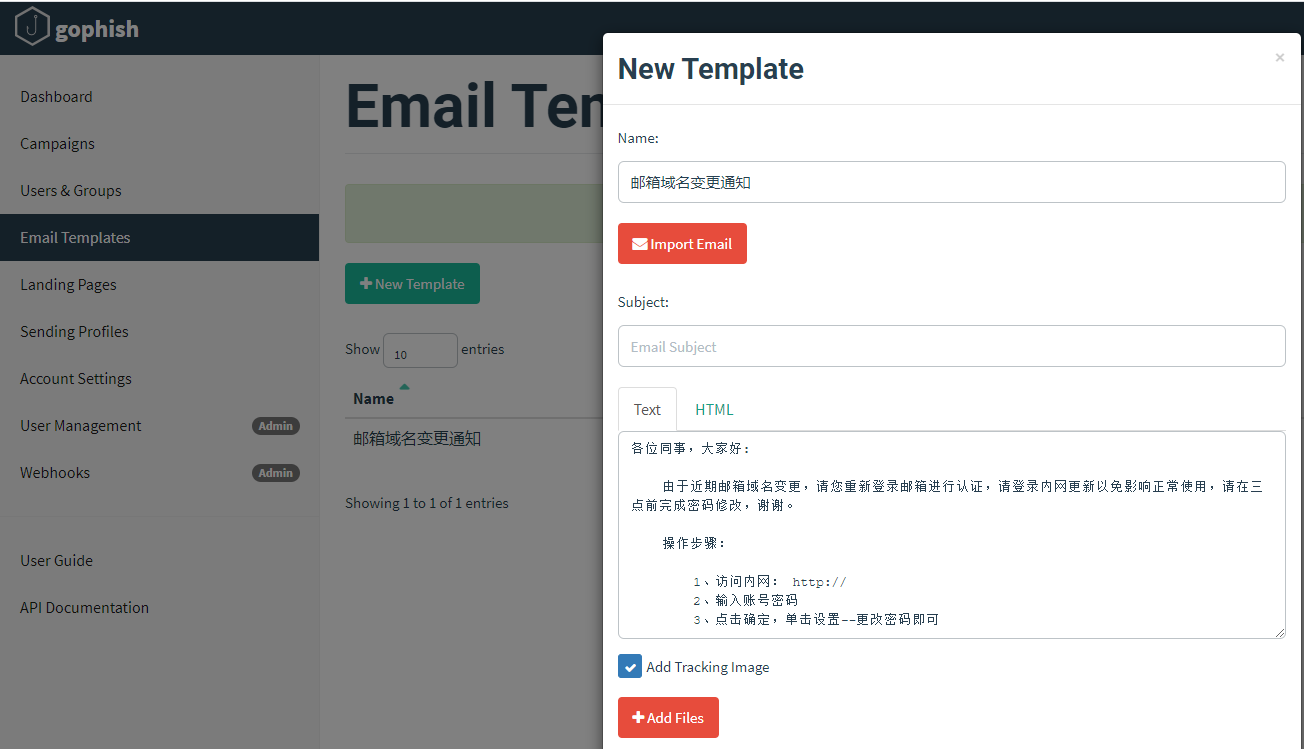 gophish
Dashboard
Campaigns
Users & Groups
Email Templates
Landing Pages
Sending Profiles
Account Settings
User Management Admin
Webhooks Admin
User Guide
API Documentation
Email Tem
New Template
Show 10 entries
Name
邮箱域名变更通知
Showing 1 to 1 of 1 entries
New Template
×
Name:
邮箱域名变更通知
Import Email
Subject:
Email Subject
Text HTML
各位同事，大家好：
由于近期邮箱域名变更，请您重新登录邮箱进行认证，请登录内网更新以免影响正常使用，请在三
点前完成密码修改，谢谢。
操作步骤：
1、访问内网： http://
2、输入账号密码
3、点击确定，单击设置--更改密码即可
Add Tracking Image
Add Files